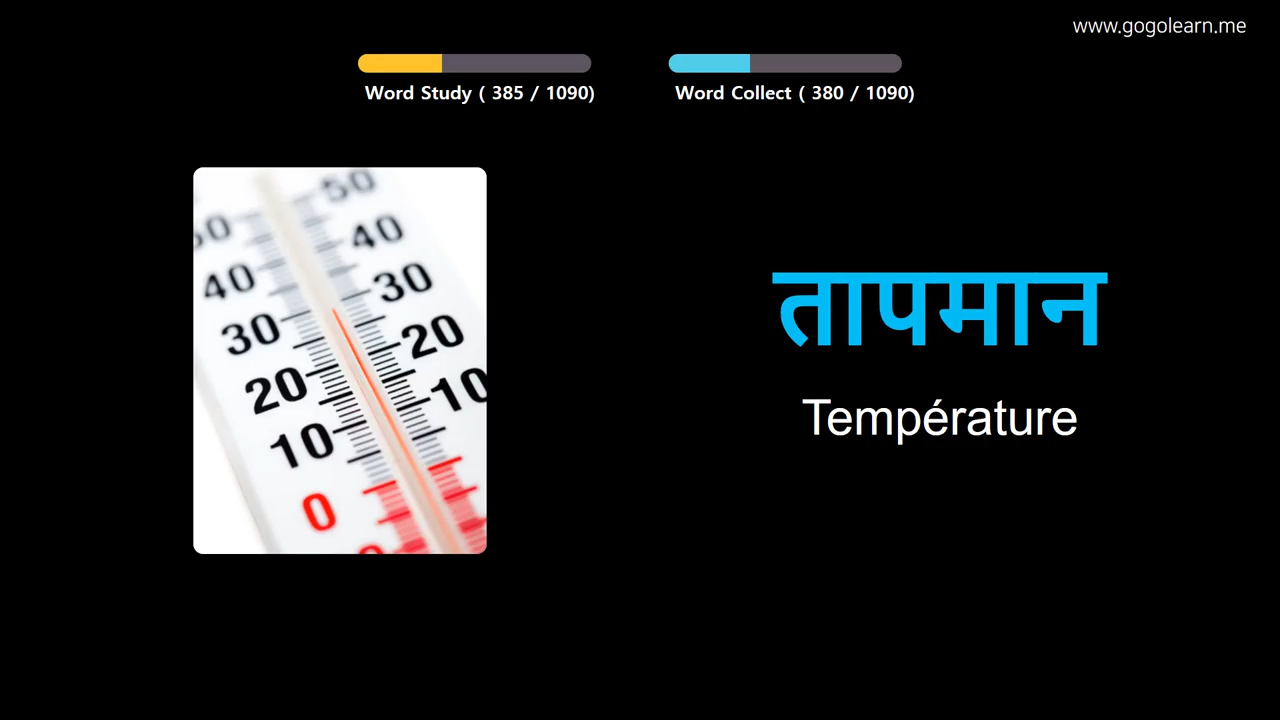 www.gogolearn.me
Word Study ( 385 / 1090)
Word Collect ( 380 / 1090)
50
50
40
40
30
30
20
20
10
10
0
तापमान
Température